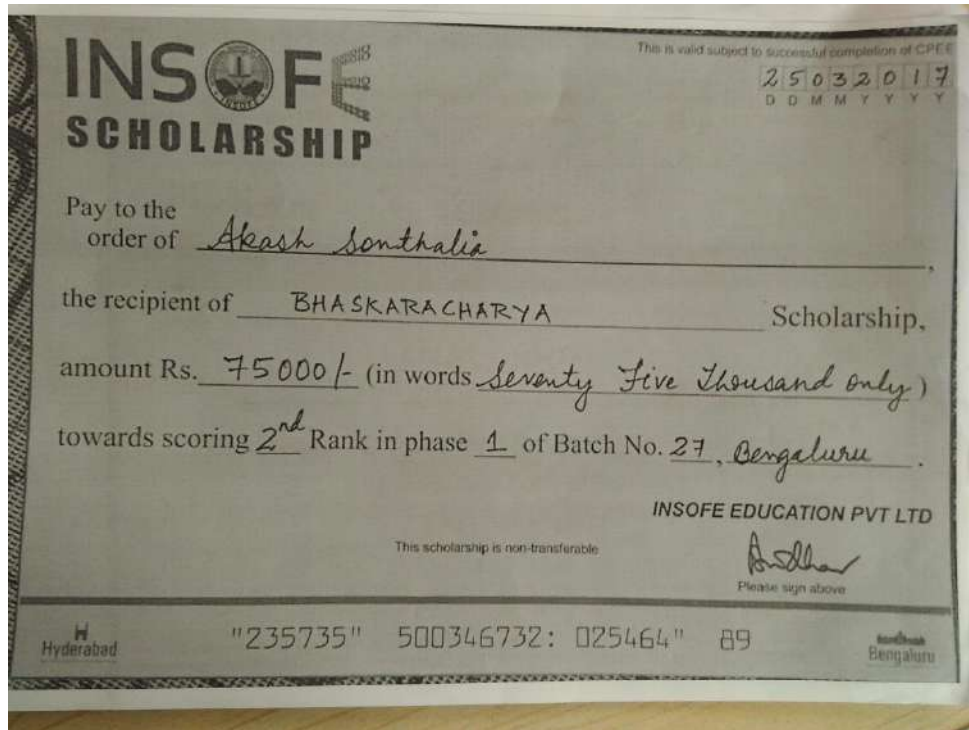 INSOFE
SCHOLARSHIP
This is valid subject to successful completion of CPEE
25032017
D D M M Y Y Y Y
Pay to the
order of Akash Sonthalia,
the recipient of BHASKARACHARYA Scholarship,
amount Rs. 75000/- (in words Seventy Five Thousand only)
towards scoring 2nd Rank in phase 1 of Batch No. 27, Bengaluru.
INSOFE EDUCATION PVT LTD
This scholarship is non-transferable
Please sign above
Hyderabad
"235735" 500346732: 025464" 89
Bengaluru